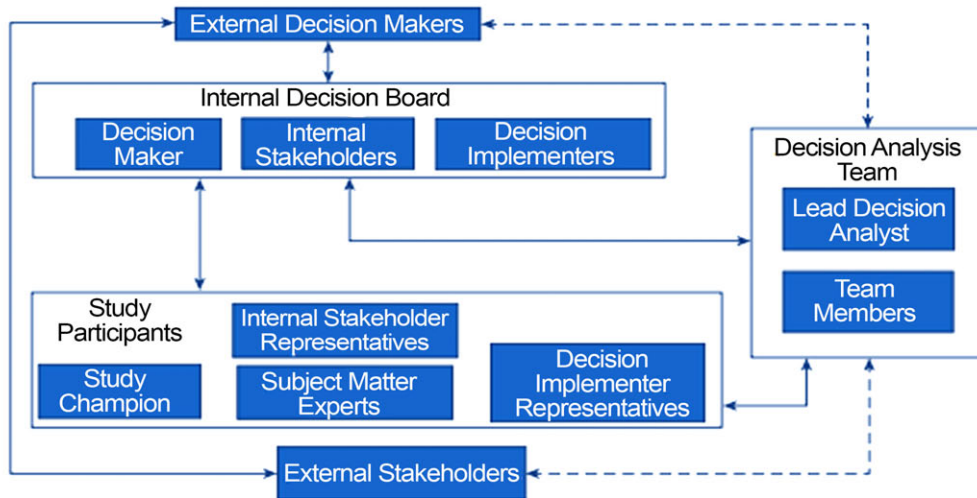 External Decision Makers
Internal Decision Board
Decision
Maker
Internal
Stakeholders
Decision
Implementers
Decision Analysis
Team
Lead Decision
Analyst
Team
Members
Study
Participants
Internal Stakeholder
Representatives
Study
Champion
Subject Matter
Experts
Decision
Implementer
Representatives
External Stakeholders